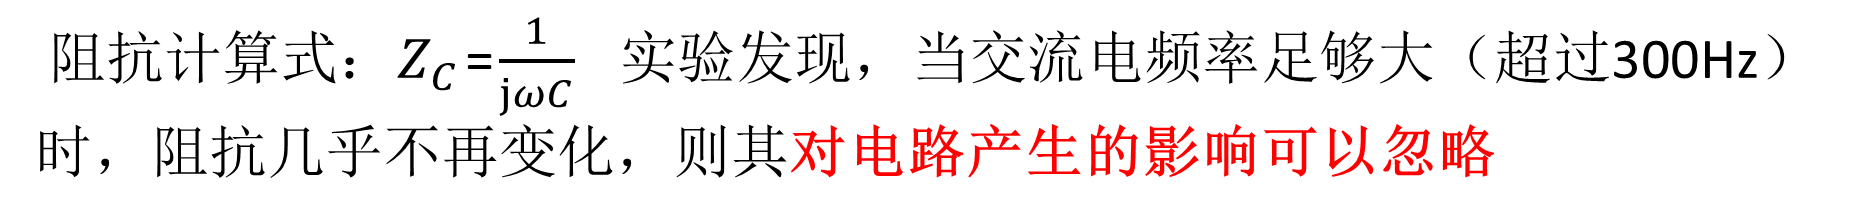 阻抗计算式：Z_C=1/(jωC) 实验发现，当交流电频率足够大（超过300Hz）
时，阻抗几乎不再变化，则其对电路产生的影响可以忽略